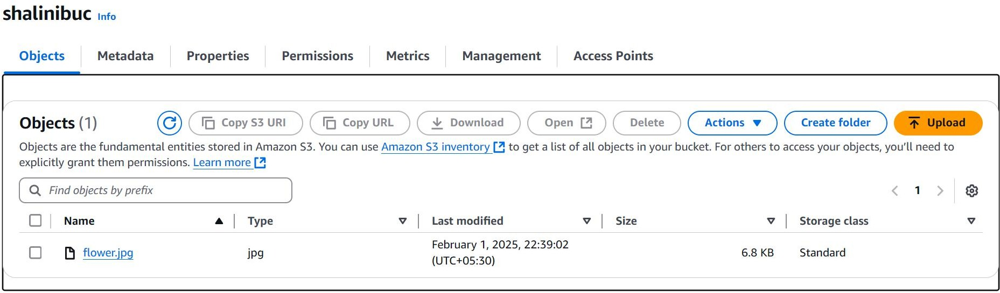 shalinibuc Info
Objects Metadata Properties Permissions Metrics Management Access Points
Objects (1) Copy S3 URI Copy URL Download Open Delete Actions Create folder Upload
Objects are the fundamental entities stored in Amazon S3. You can use Amazon S3 inventory to get a list of all objects in your bucket. For others to access your objects, you’ll need to
explicitly grant them permissions. Learn more
Find objects by prefix 1
Name Type Last modified Size Storage class
flower.jpg jpg February 1, 2025, 22:39:02 6.8 KB Standard
(UTC+05:30)